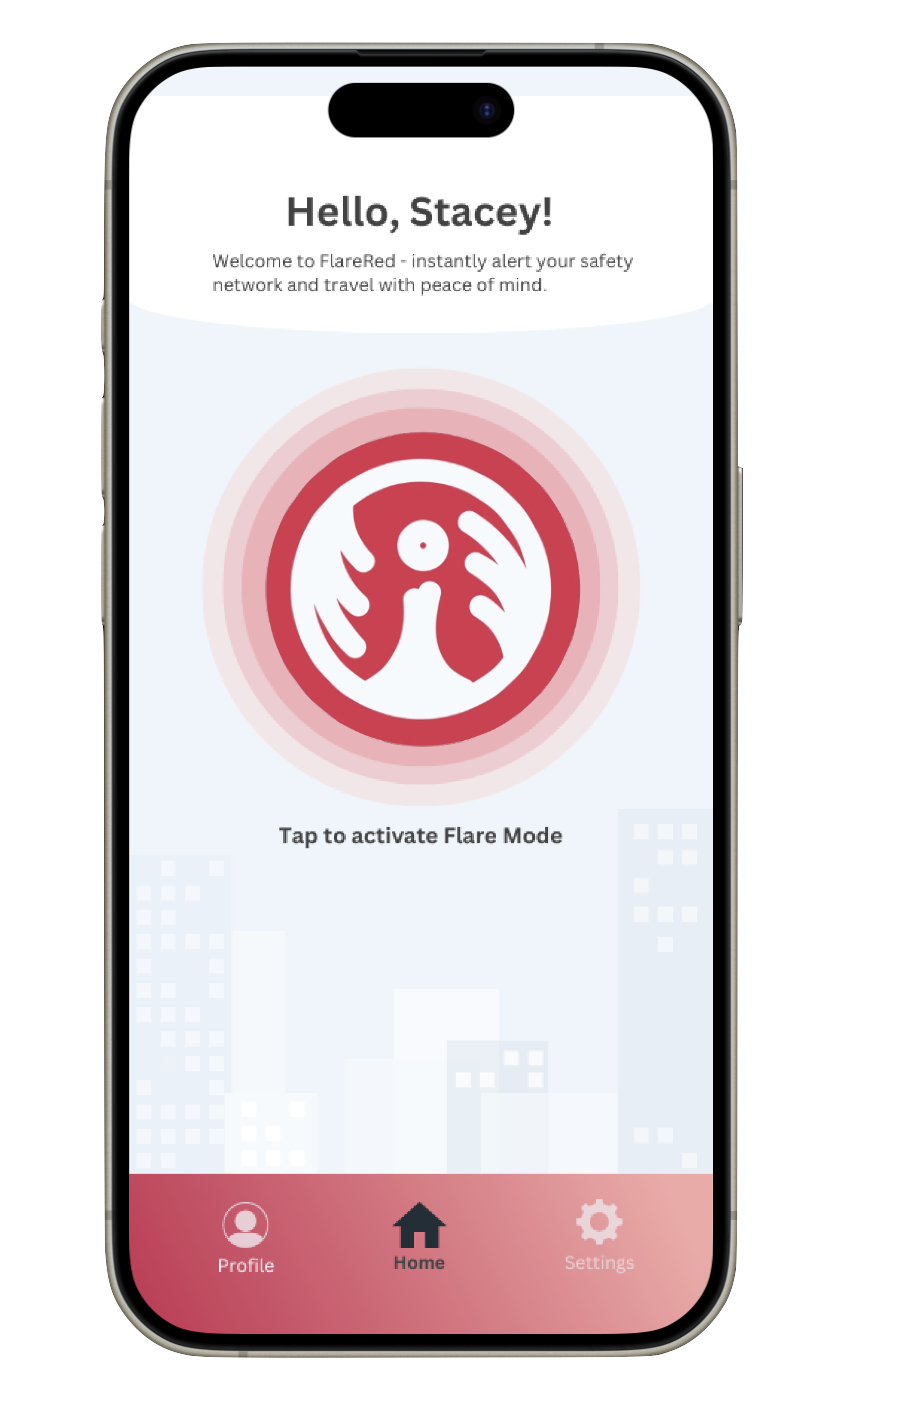 Hello, Stacey!
Welcome to FlareRed - instantly alert your safety
network and travel with peace of mind.
Tap to activate Flare Mode
Profile
Home
Settings